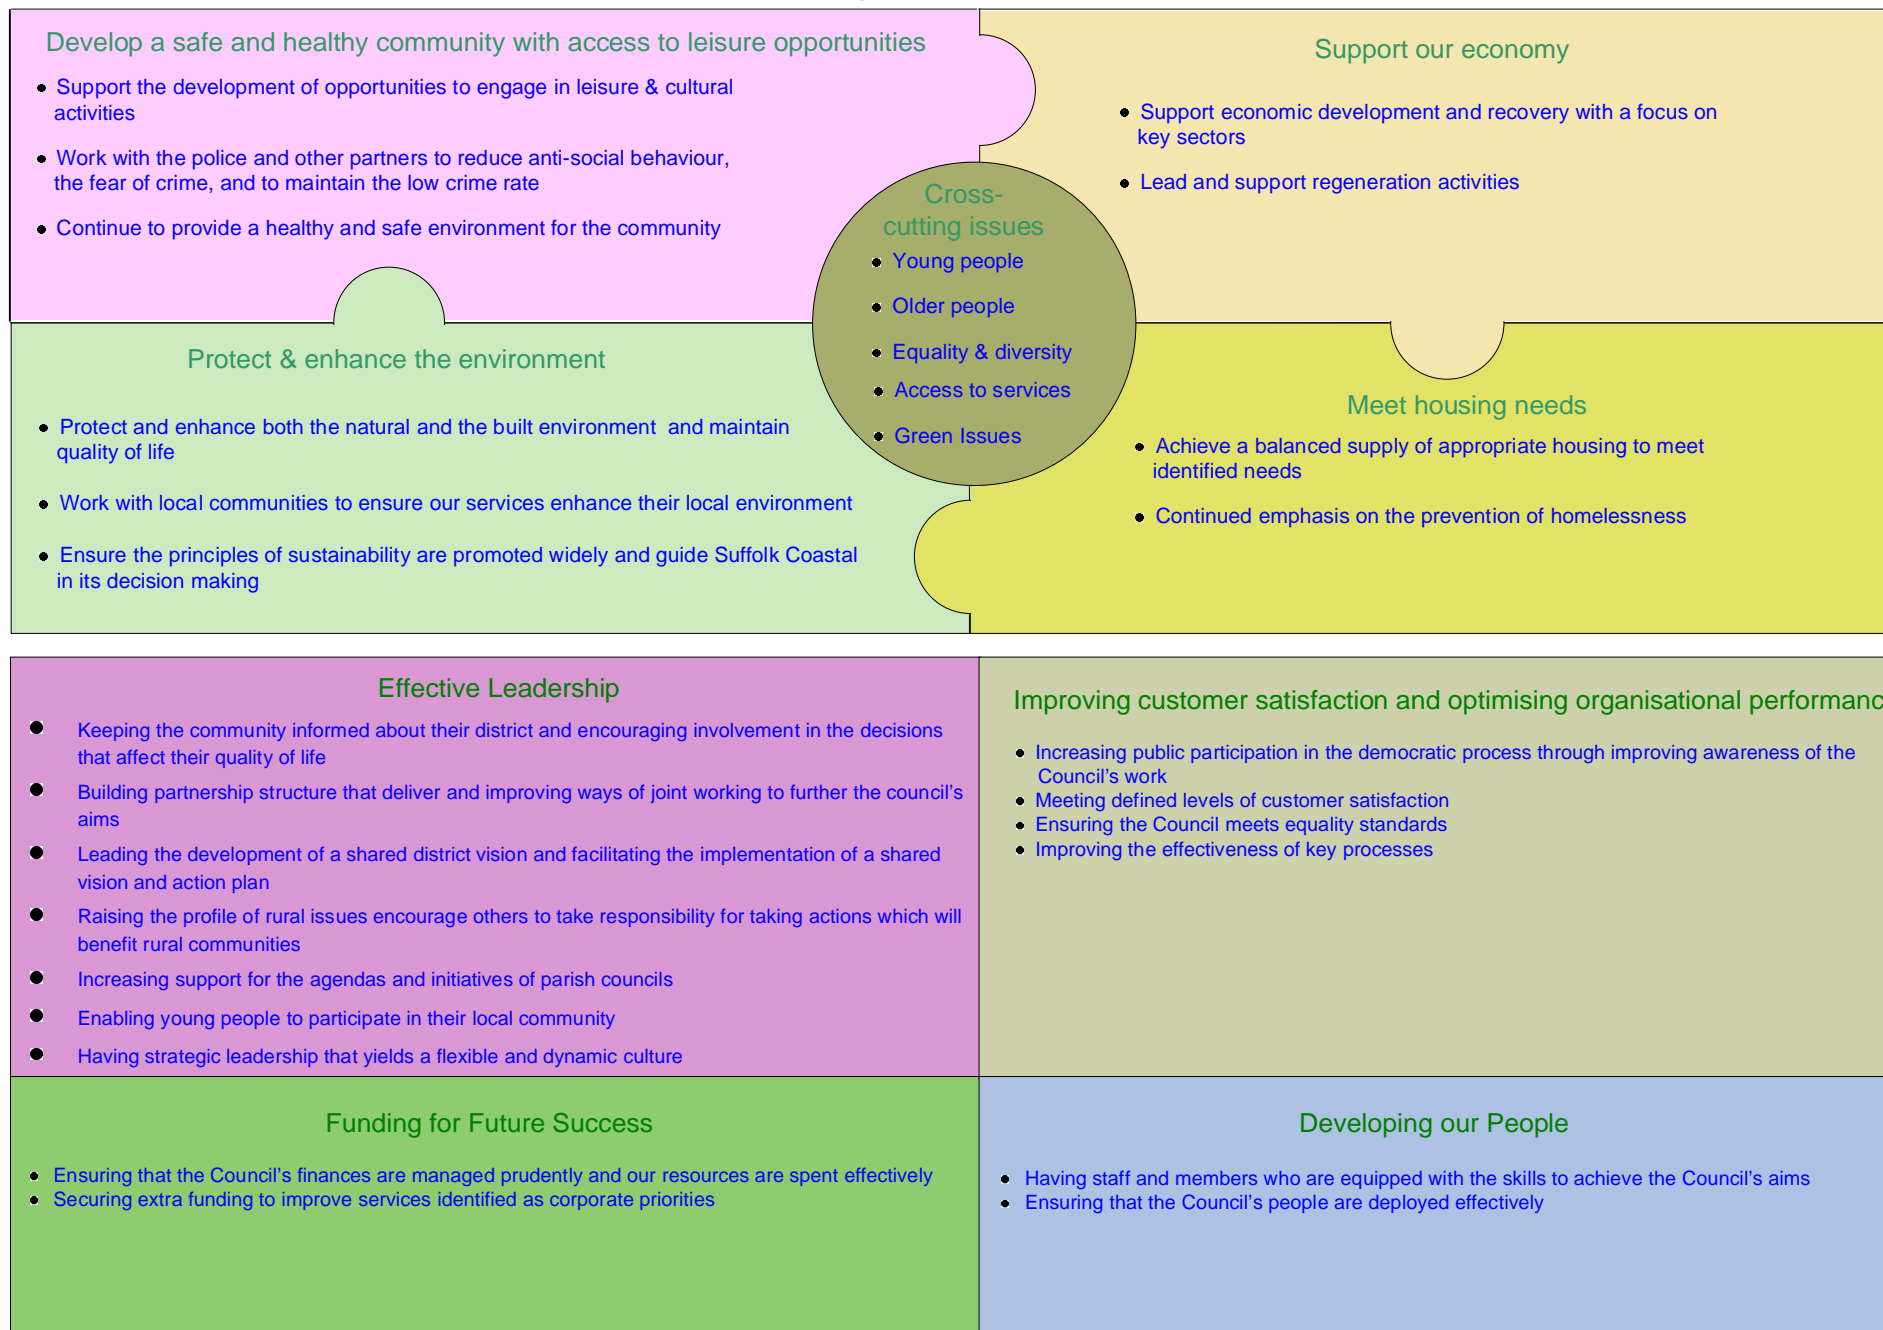 Develop a safe and healthy community with access to leisure opportunities
• Support the development of opportunities to engage in leisure & cultural
activities
• Work with the police and other partners to reduce anti-social behaviour,
the fear of crime, and to maintain the low crime rate
• Continue to provide a healthy and safe environment for the community
Support our economy
• Support economic development and recovery with a focus on
key sectors
• Lead and support regeneration activities
Cross-
cutting issues
• Young people
• Older people
• Equality & diversity
• Access to services
• Green Issues
Protect & enhance the environment
• Protect and enhance both the natural and the built environment and maintain
quality of life
• Work with local communities to ensure our services enhance their local environment
• Ensure the principles of sustainability are promoted widely and guide Suffolk Coastal
in its decision making
Meet housing needs
• Achieve a balanced supply of appropriate housing to meet
identified needs
• Continued emphasis on the prevention of homelessness
Effective Leadership
• Keeping the community informed about their district and encouraging involvement in the decisions
that affect their quality of life
• Building partnership structure that deliver and improving ways of joint working to further the council's
aims
• Leading the development of a shared district vision and facilitating the implementation of a shared
vision and action plan
• Raising the profile of rural issues encourage others to take responsibility for taking actions which will
benefit rural communities
• Increasing support for the agendas and initiatives of parish councils
• Enabling young people to participate in their local community
• Having strategic leadership that yields a flexible and dynamic culture
Improving customer satisfaction and optimising organisational performanc
• Increasing public participation in the democratic process through improving awareness of the
Council's work
• Meeting defined levels of customer satisfaction
• Ensuring the Council meets equality standards
• Improving the effectiveness of key processes
Funding for Future Success
• Ensuring that the Council's finances are managed prudently and our resources are spent effectively
• Securing extra funding to improve services identified as corporate priorities
Developing our People
• Having staff and members who are equipped with the skills to achieve the Council's aims
• Ensuring that the Council's people are deployed effectively